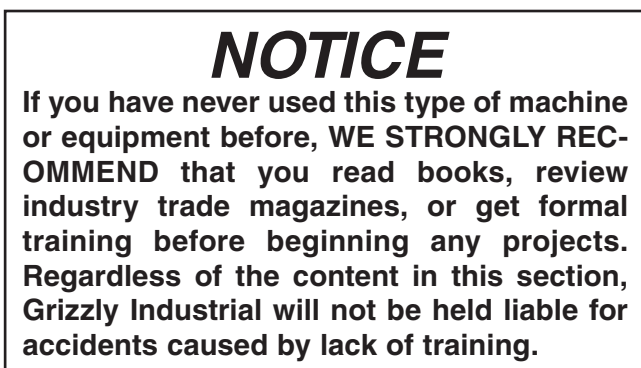 NOTICE
If you have never used this type of machine
or equipment before, WE STRONGLY REC-
OMMEND that you read books, review
industry trade magazines, or get formal
training before beginning any projects.
Regardless of the content in this section,
Grizzly Industrial will not be held liable for
accidents caused by lack of training.